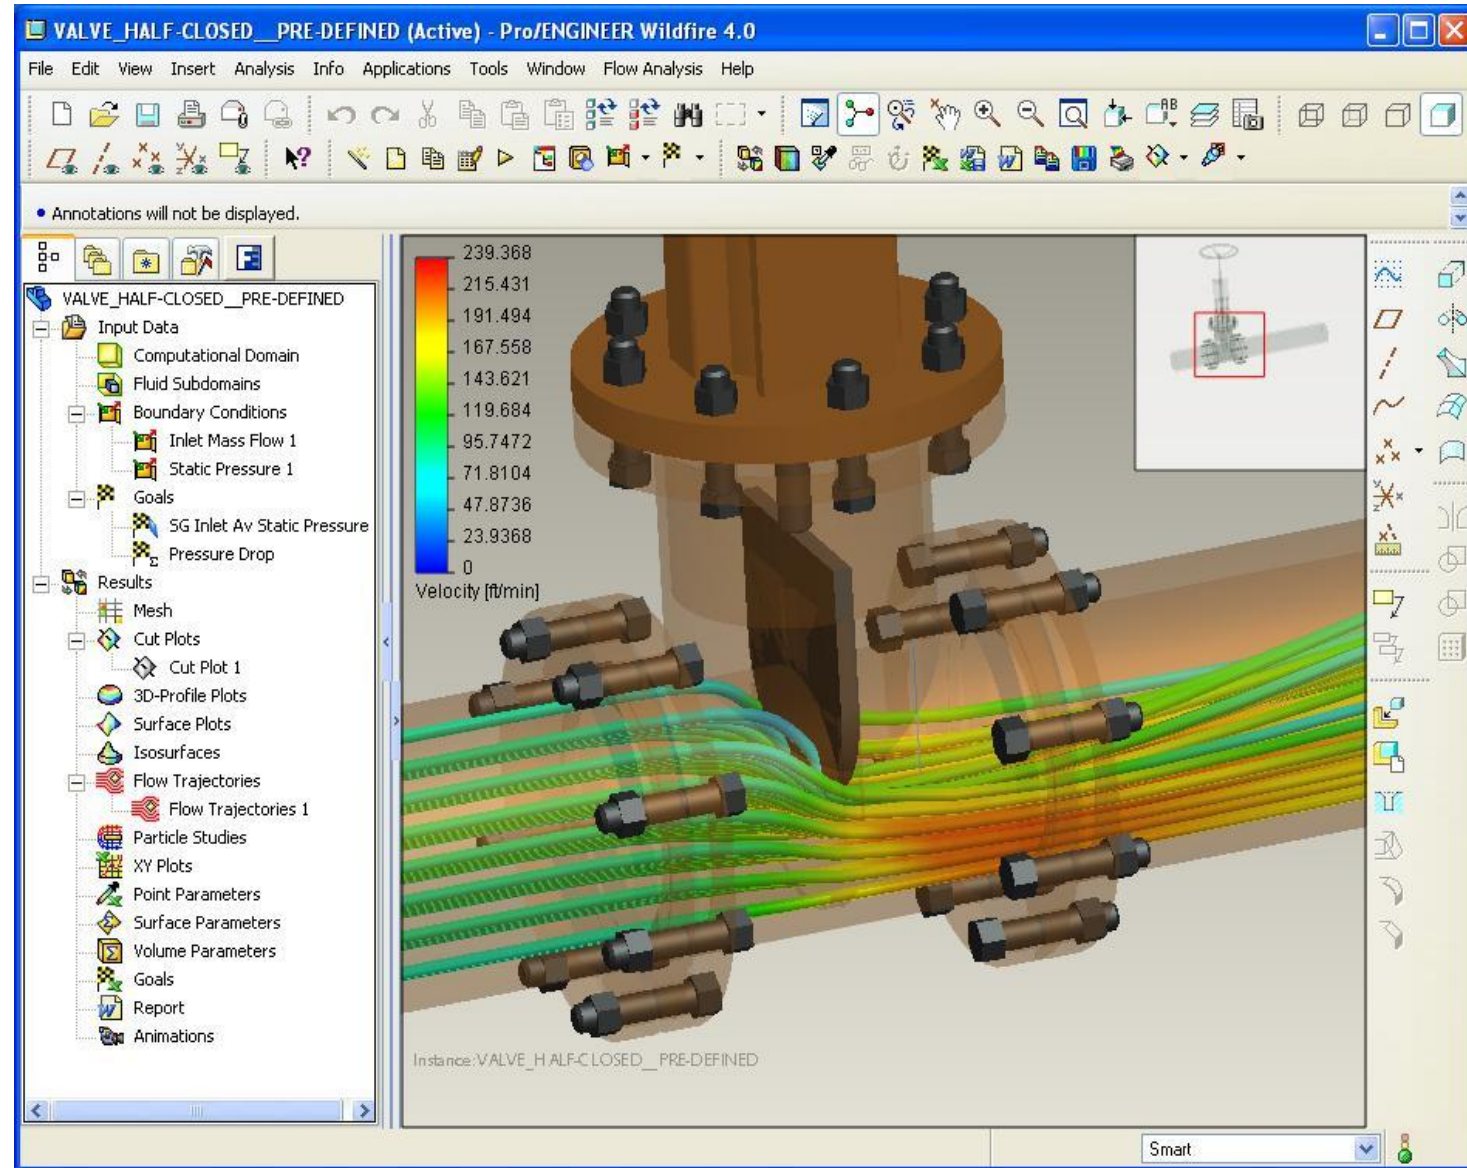 VALVE_HALF-CLOSED__PRE-DEFINED (Active) - Pro/ENGINEER Wildfire 4.0
File Edit View Insert Analysis Info Applications Tools Window Flow Analysis Help
Annotations will not be displayed.
VALVE_HALF-CLOSED__PRE-DEFINED
Input Data
Computational Domain
Fluid Subdomains
Boundary Conditions
Inlet Mass Flow 1
Static Pressure 1
Goals
SG Inlet Av Static Pressure
Pressure Drop
Results
Mesh
Cut Plots
Cut Plot 1
3D-Profile Plots
Surface Plots
Isosurfaces
Flow Trajectories
Flow Trajectories 1
Particle Studies
XY Plots
Point Parameters
Surface Parameters
Volume Parameters
Goals
Report
Animations
239.368
215.431
191.494
167.558
143.621
119.684
95.7472
71.8104
47.8736
23.9368
0
Velocity [ft/min]
Instance:VALVE_HALF-CLOSED__PRE-DEFINED
Smart